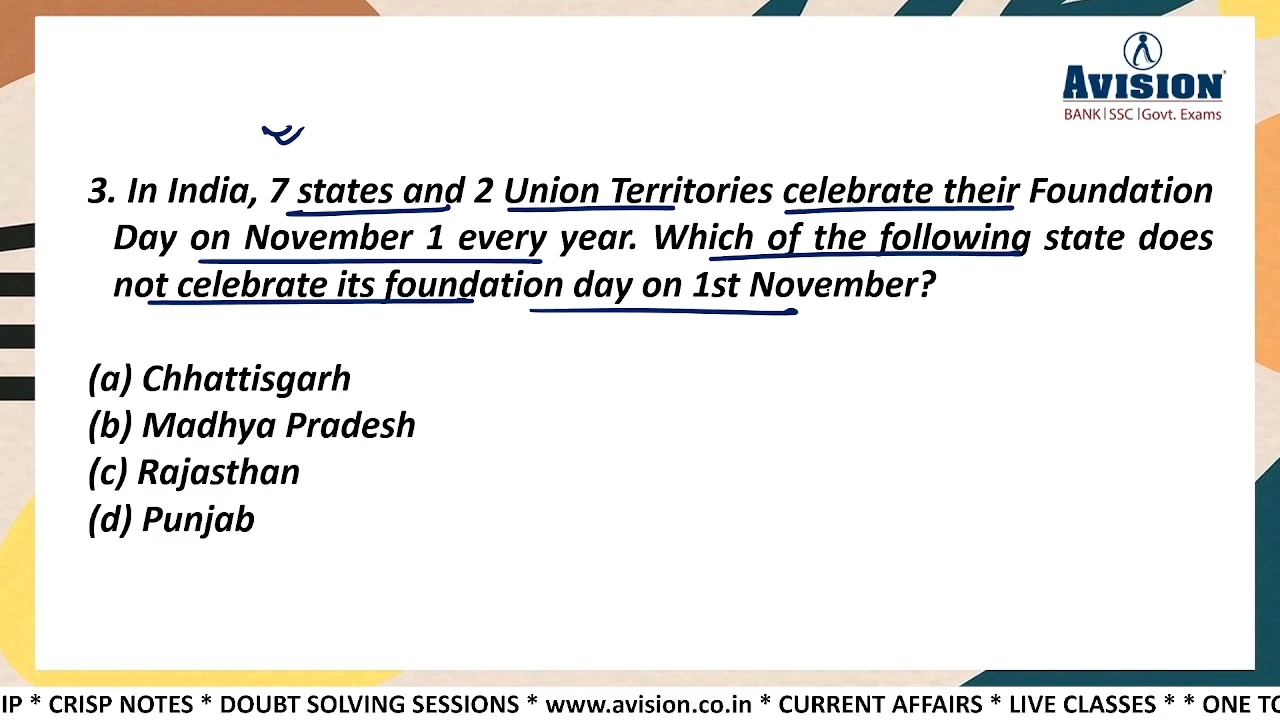 AVISION
BANK|SSC|Govt. Exams
3. In India, 7 states and 2 Union Territories celebrate their Foundation
Day on November 1 every year. Which of the following state does
not celebrate its foundation day on 1st November?
(a) Chhattisgarh
(b) Madhya Pradesh
(c) Rajasthan
(d) Punjab
IP * CRISP NOTES * DOUBT SOLVING SESSIONS * www.avision.co.in * CURRENT AFFAIRS * LIVE CLASSES * * ONE TO